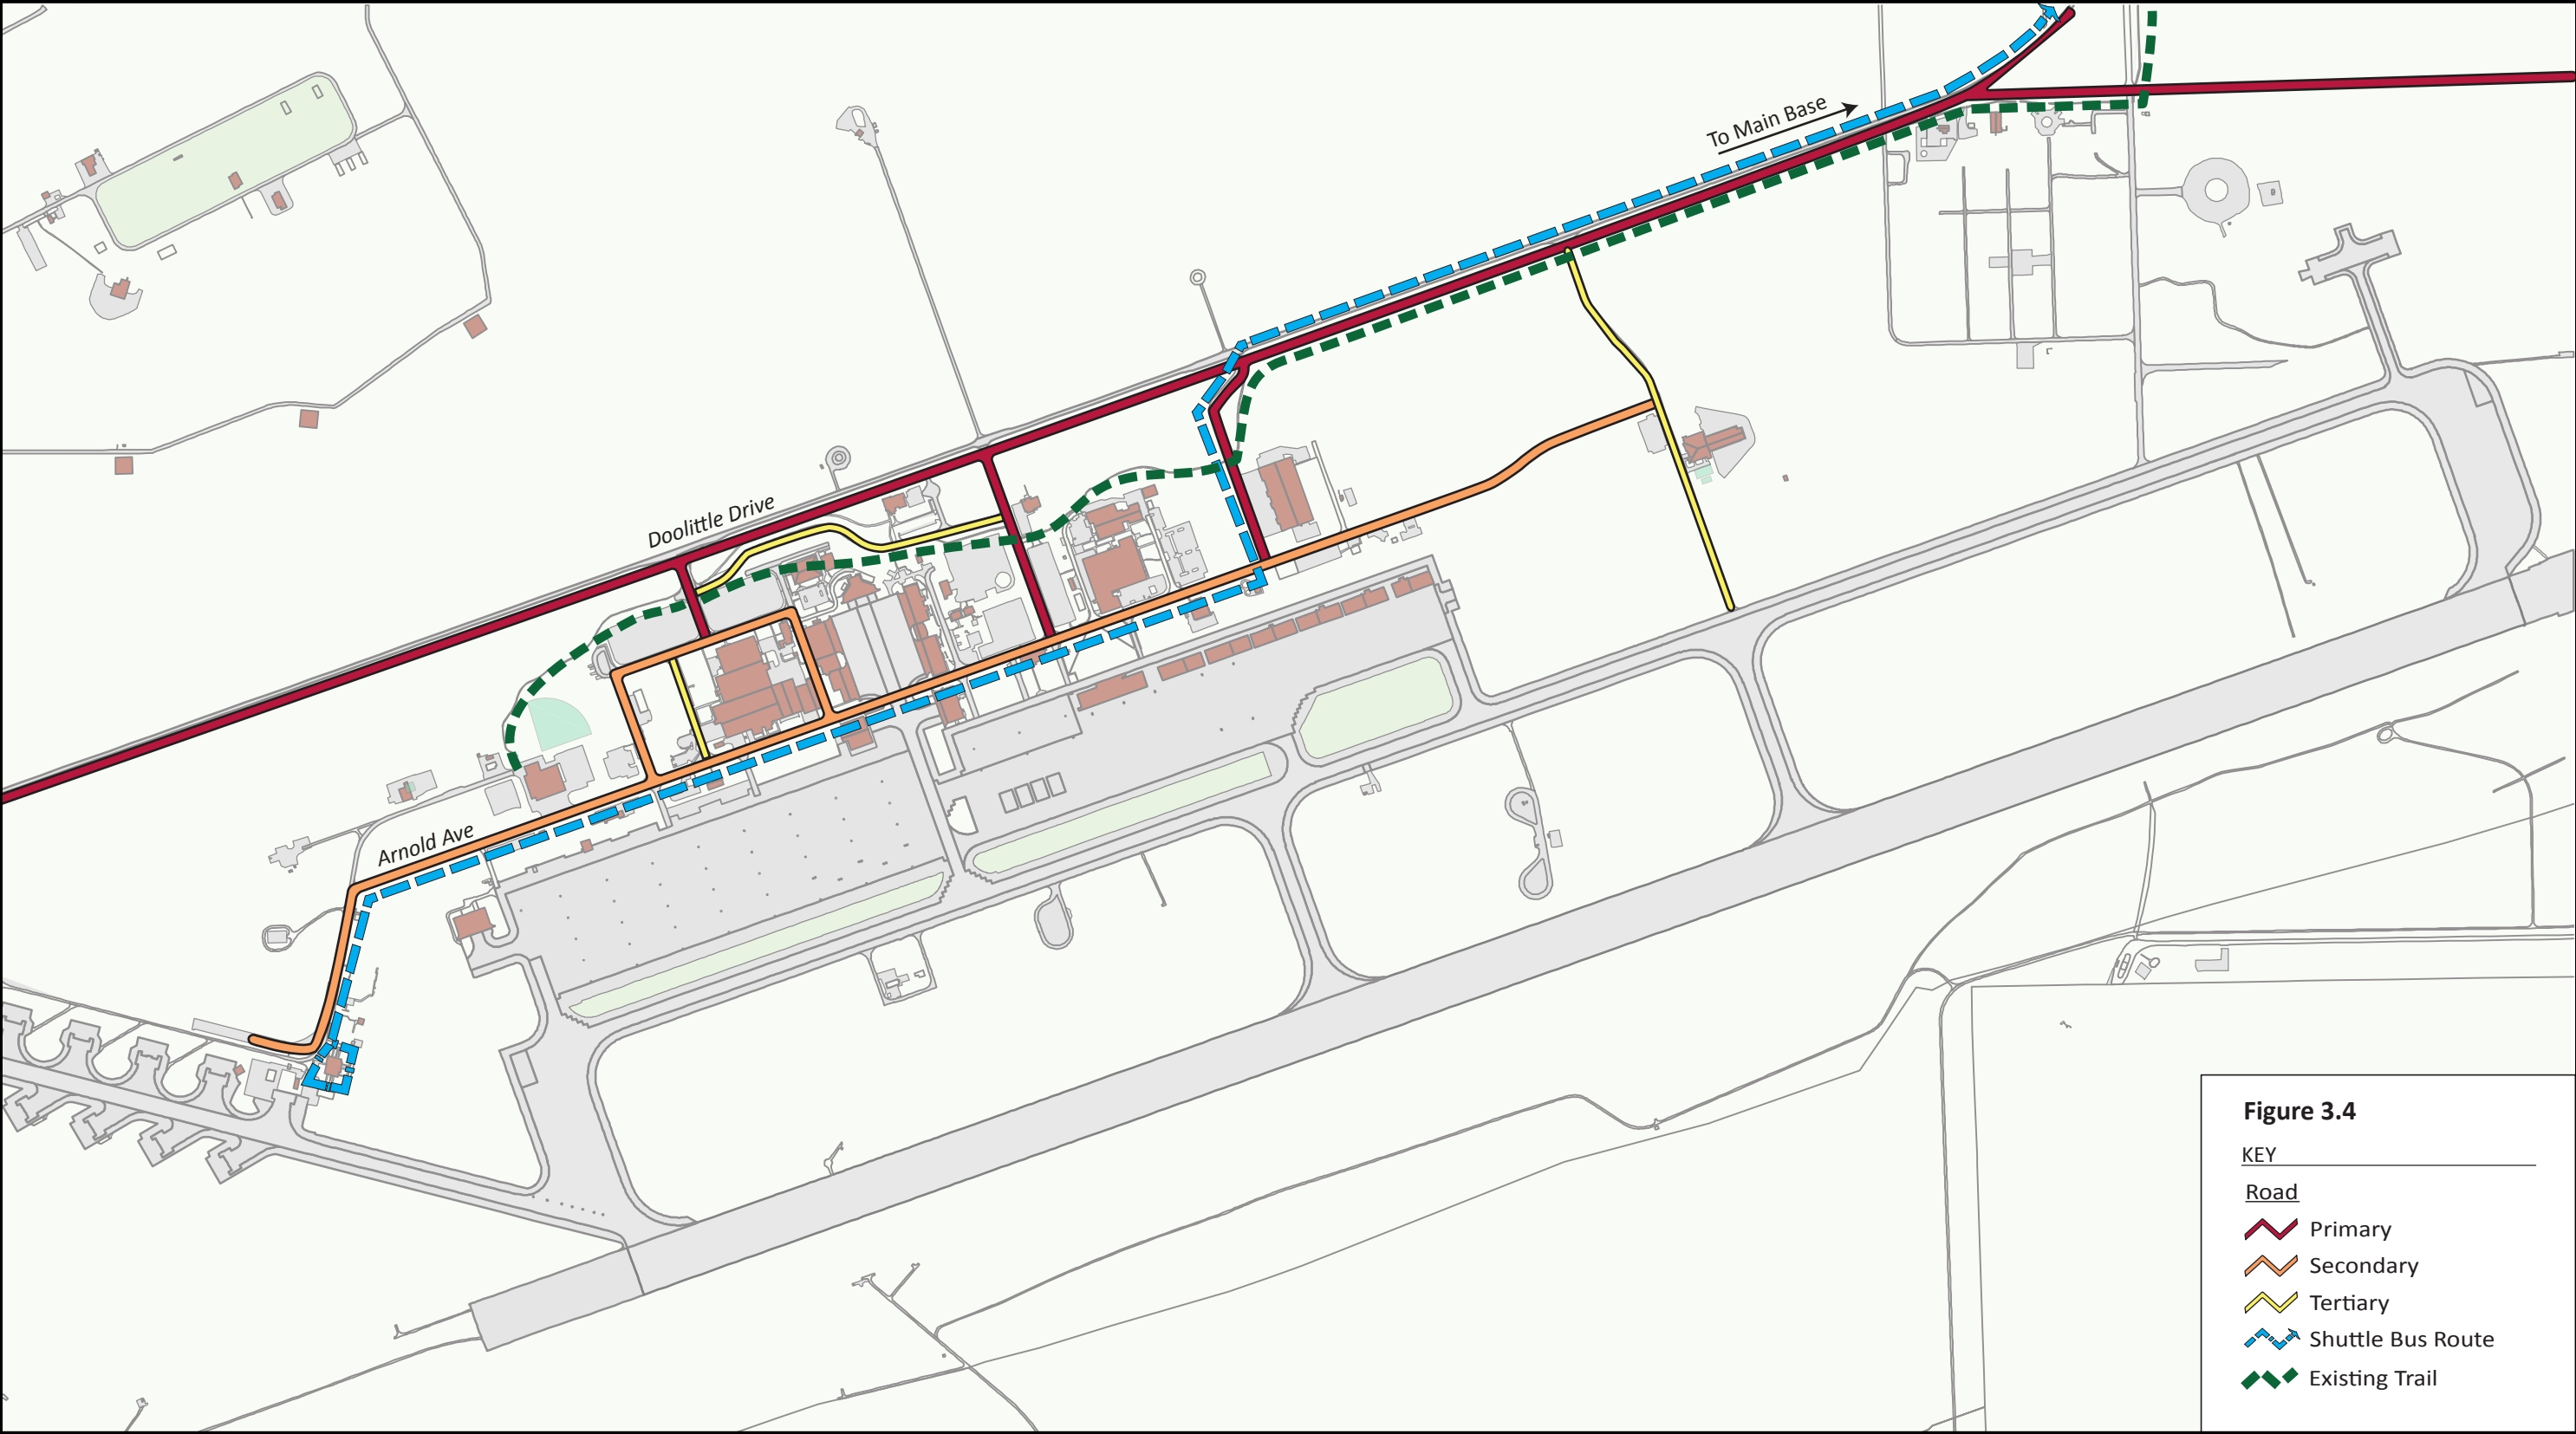 To Main Base
Doolittle Drive
Arnold Ave
Figure 3.4
KEY
Road
Primary
Secondary
Tertiary
Shuttle Bus Route
Existing Trail